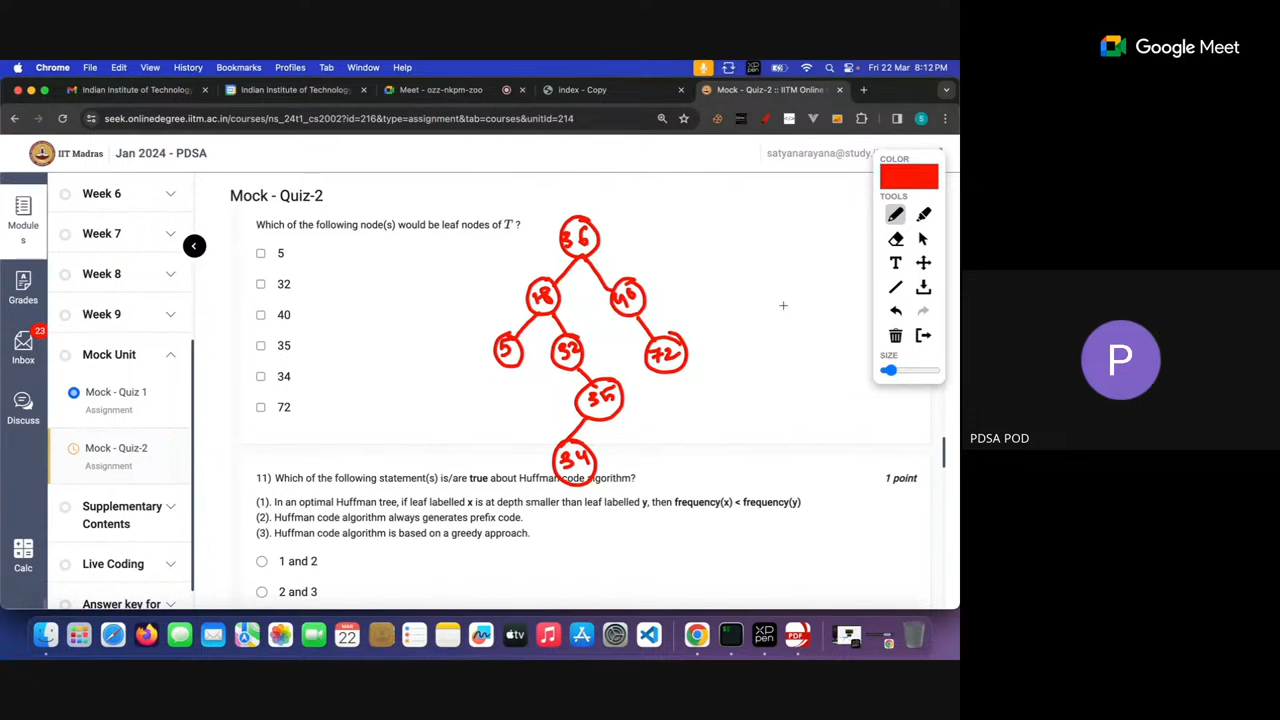 Google Meet
Chrome File Edit View History Bookmarks Profiles Tab Window Help
Fri 22 Mar 8:12 PM
Indian Institute of Technology
Indian Institute of Technology
Meet - ozz-nkpm-zoo
index - Copy
Mock - Quiz-2 :: IITM Online
seek.onlinedegree.iitm.ac.in/courses/ns_24t1_cs2002?id=216&type=assignment&tab=courses&unitId=214
IIT Madras
Jan 2024 - PDSA
satyanarayana@study.
COLOR
TOOLS
T
SIZE
Modules
Grades
23
Inbox
Discuss
Calc
Week 6
Week 7
Week 8
Week 9
Mock Unit
Mock - Quiz 1
Assignment
Mock - Quiz-2
Assignment
Supplementary
Contents
Live Coding
Answer key for
Mock - Quiz-2
Which of the following node(s) would be leaf nodes of T ?
5
32
40
35
34
72
36
18 46
5 32 72
35
34
11) Which of the following statement(s) is/are true about Huffman code algorithm?
1 point
(1). In an optimal Huffman tree, if leaf labelled x is at depth smaller than leaf labelled y, then frequency(x) < frequency(y)
(2). Huffman code algorithm always generates prefix code.
(3). Huffman code algorithm is based on a greedy approach.
1 and 2
2 and 3
P
PDSA POD